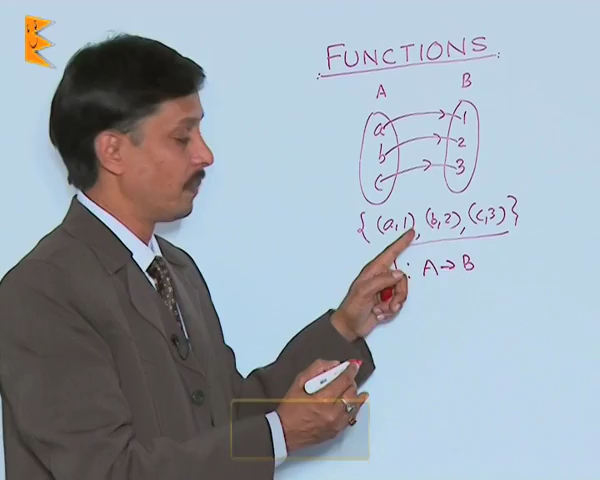 FUNCTIONS
A B
a 1
b 2
c 3
{ (a,1), (b,2), (c,3) }
: A → B